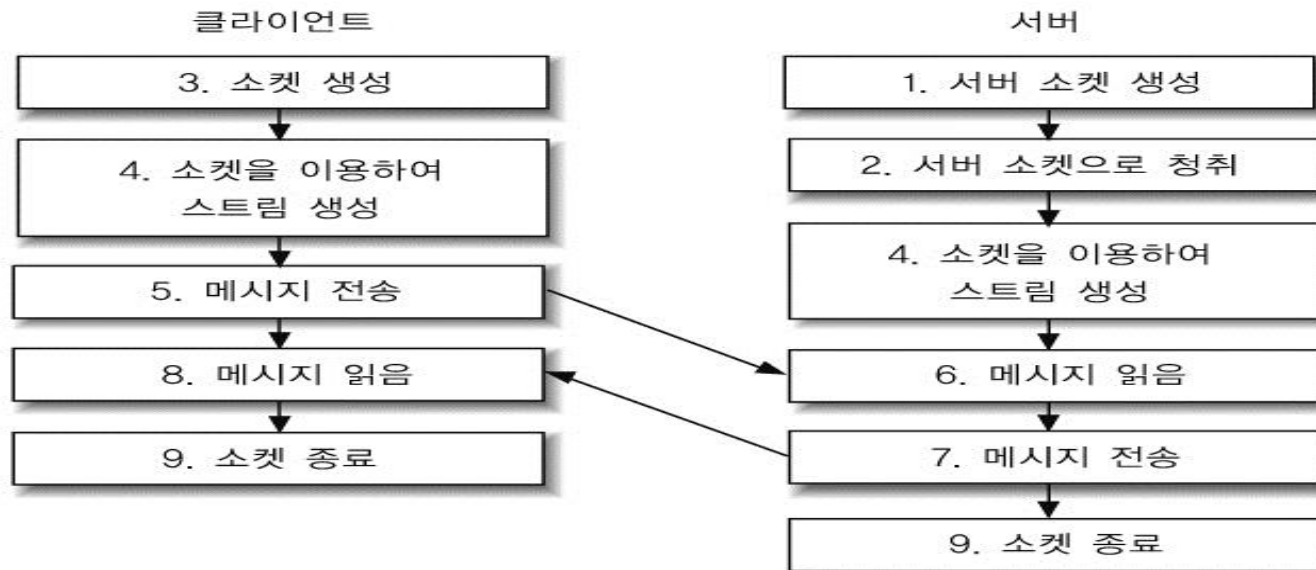 클라이언트
3. 소켓 생성
4. 소켓을 이용하여
스트림 생성
5. 메시지 전송
8. 메시지 읽음
9. 소켓 종료
서버
1. 서버 소켓 생성
2. 서버 소켓으로 청취
4. 소켓을 이용하여
스트림 생성
6. 메시지 읽음
7. 메시지 전송
9. 소켓 종료